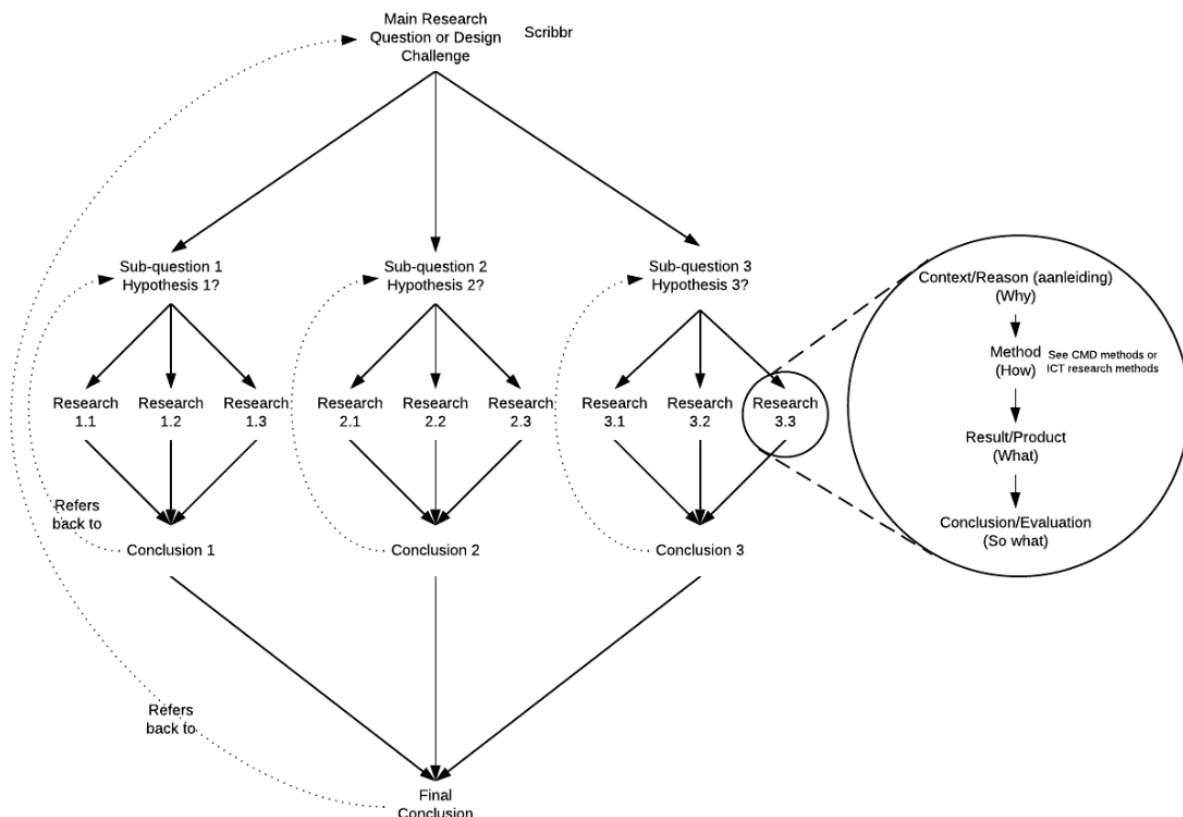 Main Research
Question or Design
Challenge
Scribbr
Sub-question 1
Hypothesis 1?
Sub-question 2
Hypothesis 2?
Sub-question 3
Hypothesis 3?
Research
1.1
Research
1.2
Research
1.3
Research
2.1
Research
2.2
Research
2.3
Research
3.1
Research
3.2
Research
3.3
Refers
back to
Conclusion 1
Conclusion 2
Conclusion 3
Refers
back to
Final
Conclusion
Context/Reason (aanleiding)
(Why)
Method
(How)
See CMD methods or
ICT research methods
Result/Product
(What)
Conclusion/Evaluation
(So what)